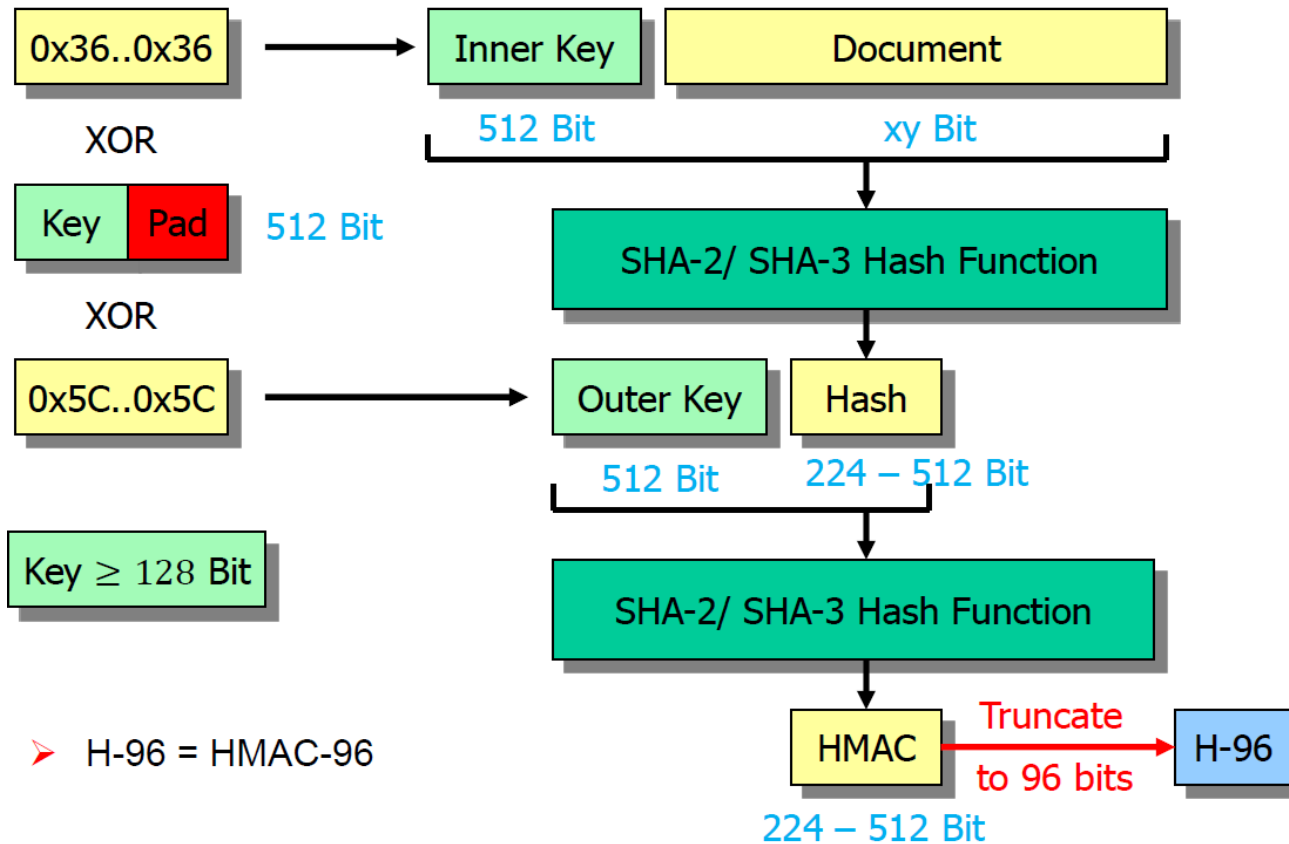 0x36..0x36
Inner Key
Document
512 Bit
xy Bit
XOR
Key
Pad
512 Bit
SHA-2/ SHA-3 Hash Function
XOR
0x5C..0x5C
Outer Key
Hash
512 Bit
224 – 512 Bit
Key ≥ 128 Bit
SHA-2/ SHA-3 Hash Function
HMAC
Truncate
to 96 bits
H-96
➢ H-96 = HMAC-96
224 – 512 Bit